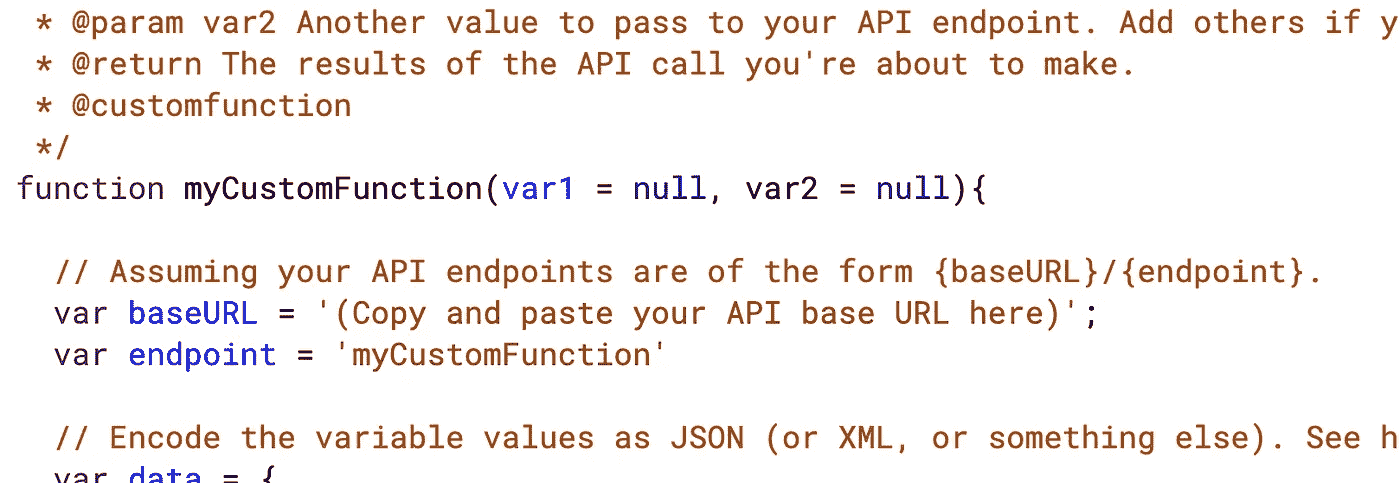 * @param var2 Another value to pass to your API endpoint. Add others if
* @return The results of the API call you're about to make.
* @customfunction
*/
function myCustomFunction(var1 = null, var2 = null){
// Assuming your API endpoints are of the form {baseURL}/{endpoint}.
var baseURL = '(Copy and paste your API base URL here)';
var endpoint = 'myCustomFunction'
// Encode the variable values as JSON (or XML, or something else). See
var data = {